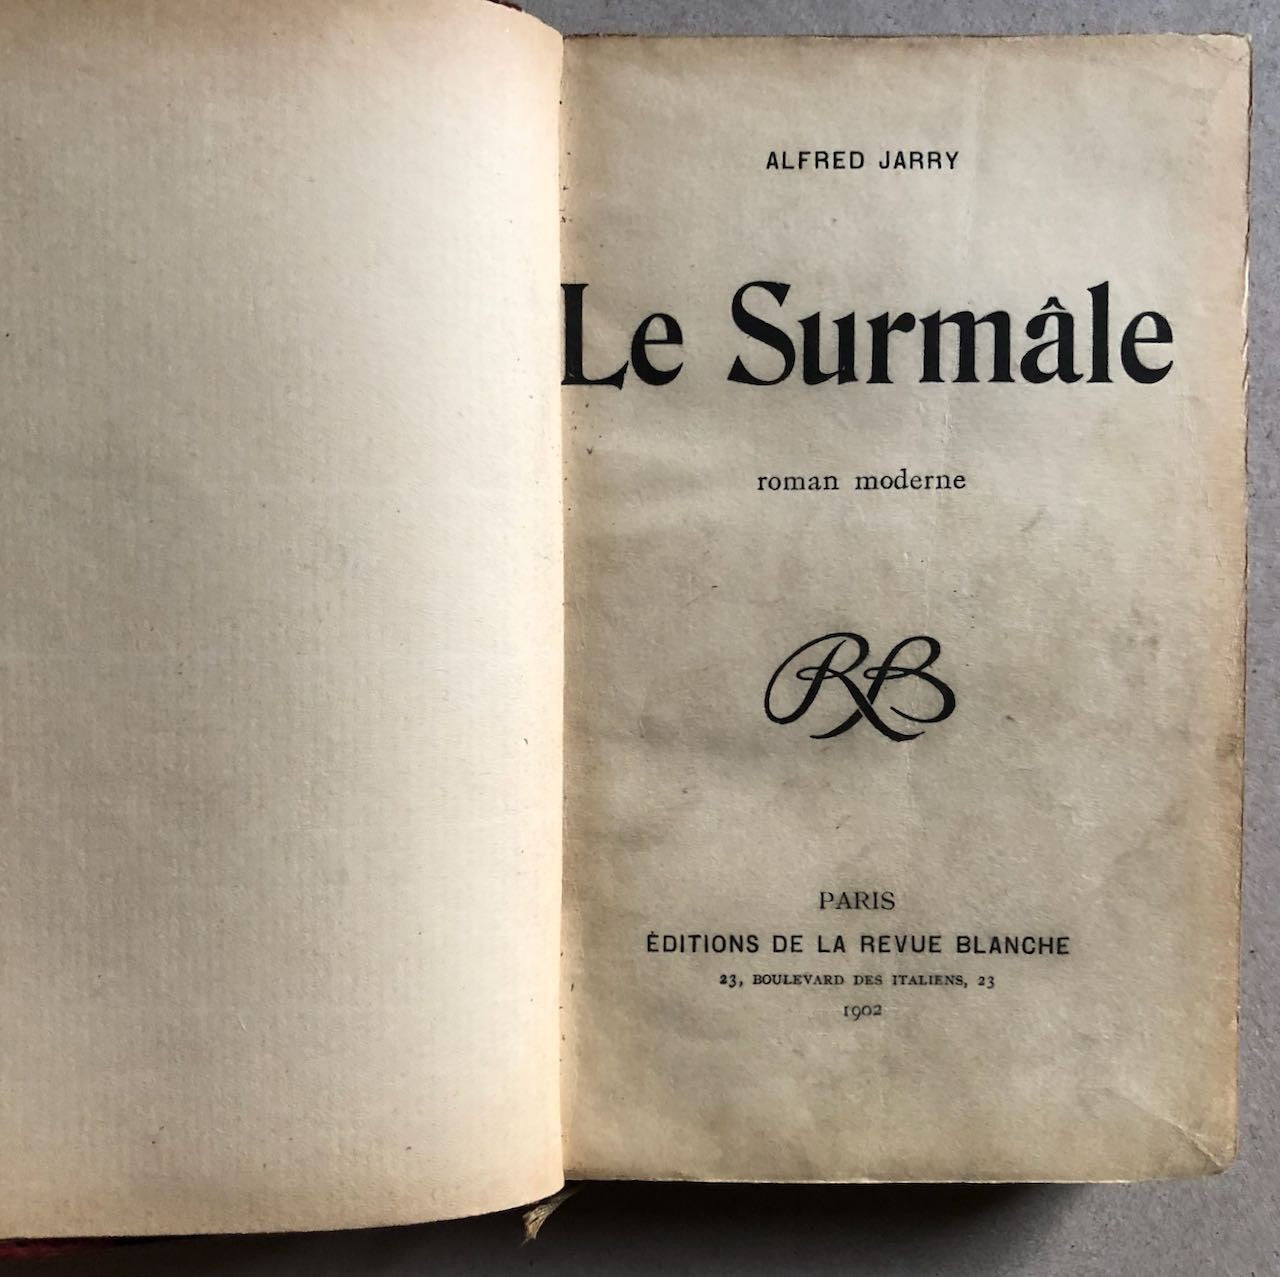 ALFRED JARRY
Le Surmâle
roman moderne
RB
PARIS
ÉDITIONS DE LA REVUE BLANCHE
23, BOULEVARD DES ITALIENS, 23
1902